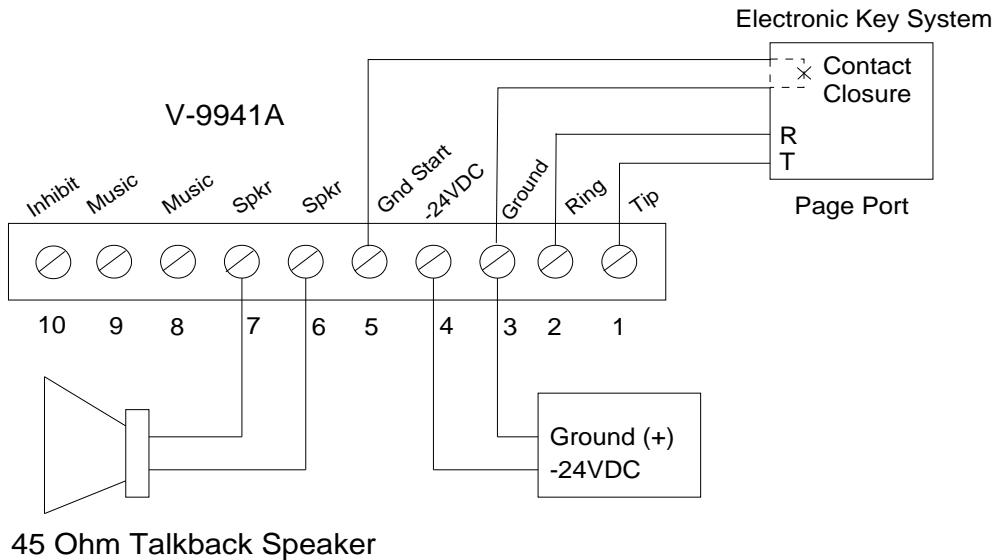 Electronic Key System
Contact
Closure
V-9941A
R
T
Page Port
Inhibit
Music
Music
Spkr
Spkr
Gnd Start
-24VDC
Ground
Ring
Tip
10 9 8 7 6 5 4 3 2 1
Ground (+)
-24VDC
45 Ohm Talkback Speaker